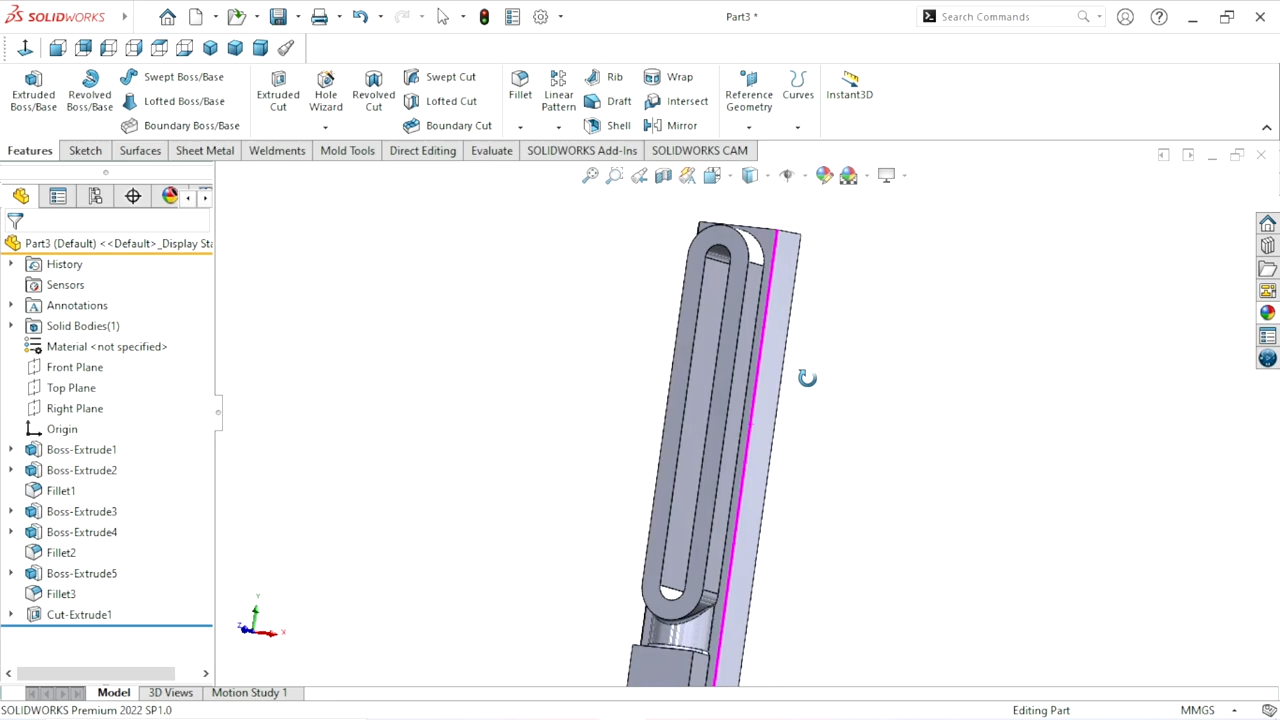 SOLIDWORKS
Part3 *
Search Commands
Extruded Boss/Base
Revolved Boss/Base
Swept Boss/Base
Lofted Boss/Base
Boundary Boss/Base
Extruded Cut
Hole Wizard
Revolved Cut
Swept Cut
Lofted Cut
Boundary Cut
Fillet
Linear Pattern
Rib
Draft
Shell
Wrap
Intersect
Mirror
Reference Geometry
Curves
Instant3D
Features
Sketch
Surfaces
Sheet Metal
Weldments
Mold Tools
Direct Editing
Evaluate
SOLIDWORKS Add-Ins
SOLIDWORKS CAM
Part3 (Default) <<Default>_Display Sta
History
Sensors
Annotations
Solid Bodies(1)
Material <not specified>
Front Plane
Top Plane
Right Plane
Origin
Boss-Extrude1
Boss-Extrude2
Fillet1
Boss-Extrude3
Boss-Extrude4
Fillet2
Boss-Extrude5
Fillet3
Cut-Extrude1
Y
Z
X
Model
3D Views
Motion Study 1
SOLIDWORKS Premium 2022 SP1.0
Editing Part
MMGS